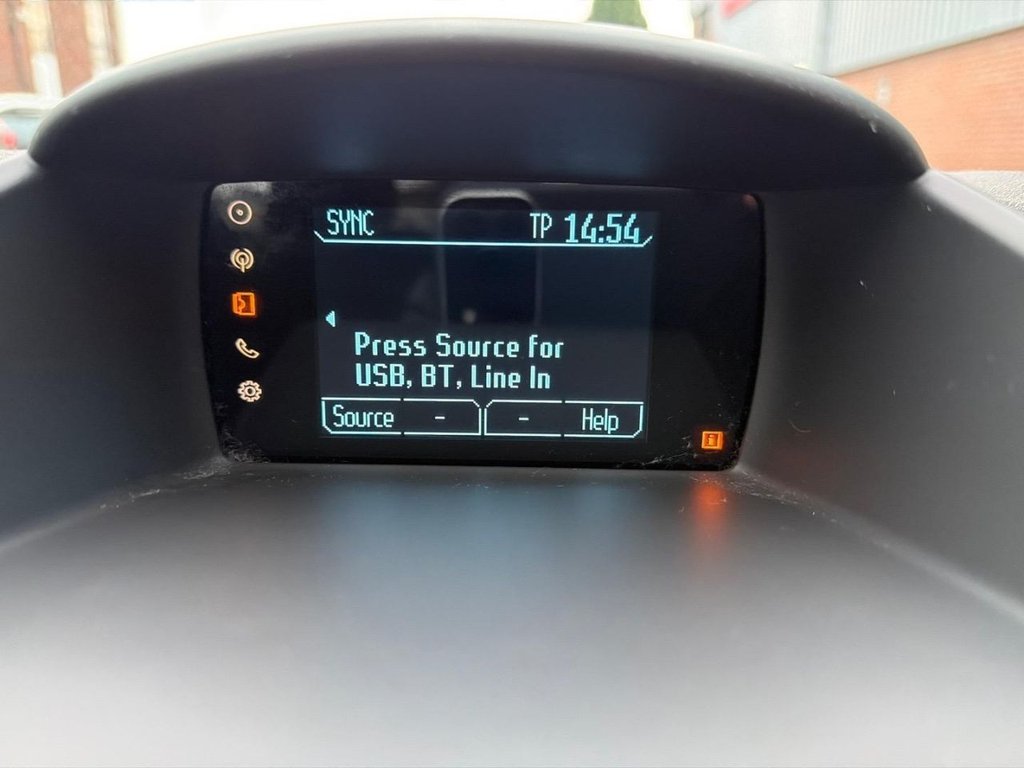 SYNC TP 14:54
Press Source for
USB, BT, Line In
Source - - Help